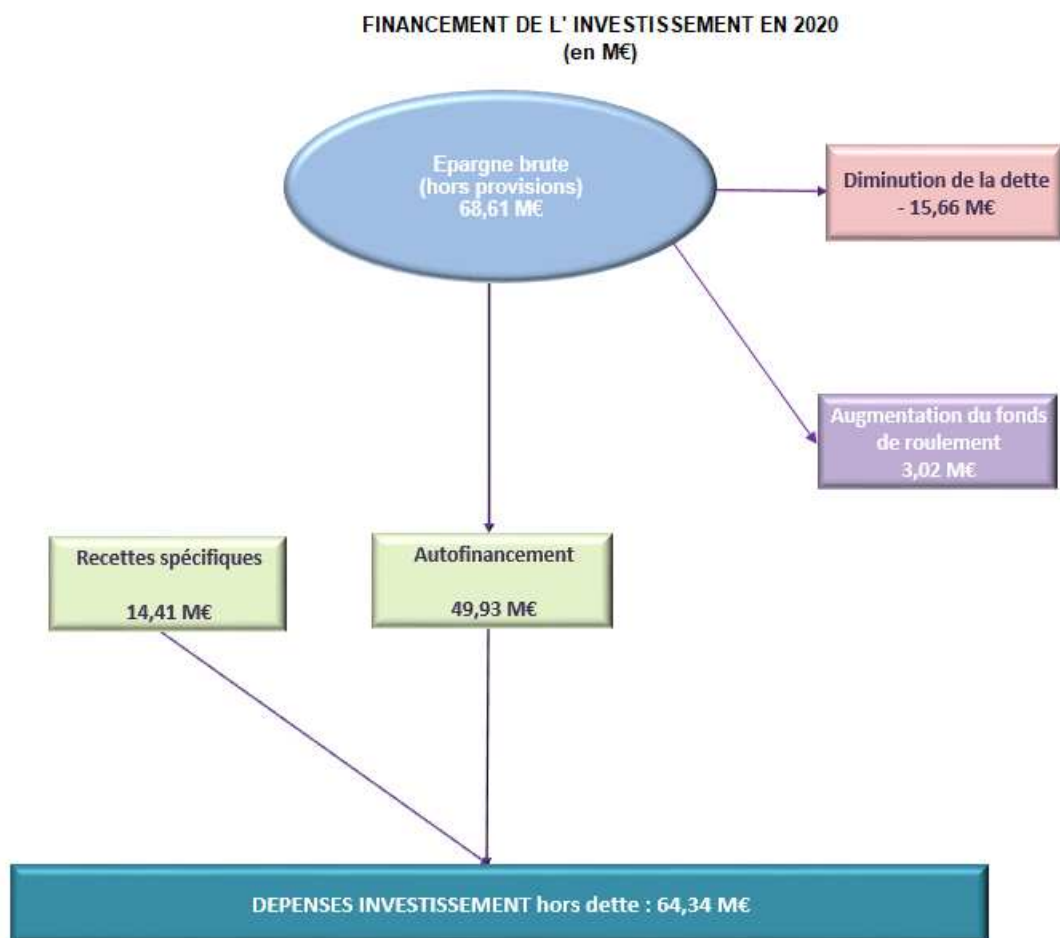 FINANCEMENT DE L' INVESTISSEMENT EN 2020
(en M€)
Epargne brute
(hors provisions)
68,61 M€
Diminution de la dette
- 15,66 M€
Augmentation du fonds
de roulement
3,02 M€
Recettes spécifiques
14,41 M€
Autofinancement
49,93 M€
DEPENSES INVESTISSEMENT hors dette : 64,34 M€